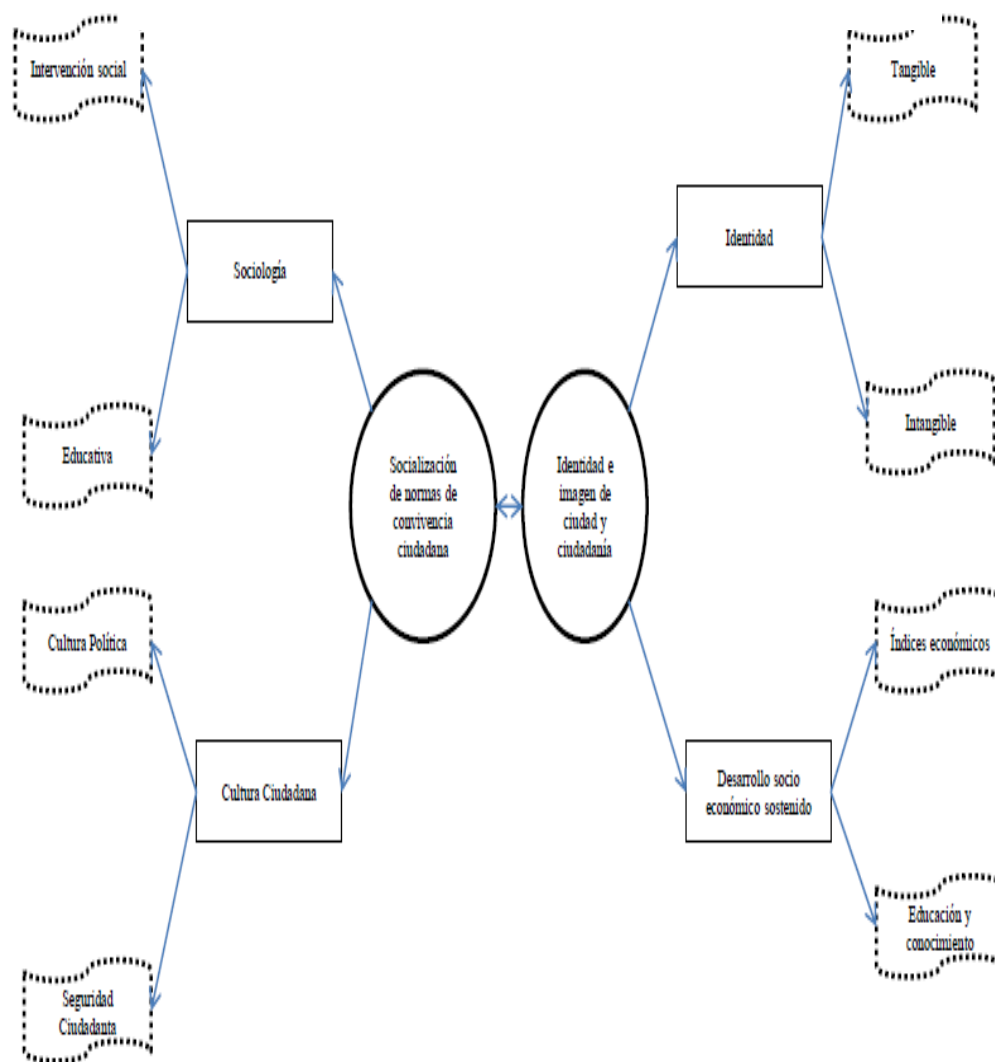 Intervención social
Tangible
Identidad
Sociología
Intangible
Educativa
Socialización
de normas de
convivencia
ciudadana
Identidad e
imagen de
ciudad y
ciudadanía
Cultura Política
Índices económicos
Cultura Ciudadana
Desarrollo socio
económico sostenido
Educación y
conocimiento
Seguridad
Ciudadanta